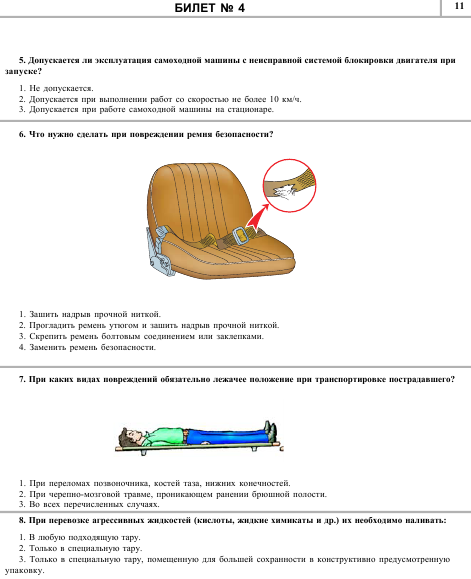 БИЛЕТ № 4
11
5. Допускается ли эксплуатация самоходной машины с неисправной системой блокировки двигателя при
запуске?
1. Не допускается.
2. Допускается при выполнении работ со скоростью не более 10 км/ч.
3. Допускается при работе самоходной машины на стационаре.
6. Что нужно сделать при повреждении ремня безопасности?
1. Зашить надрыв прочной ниткой.
2. Прогладить ремень утюгом и зашить надрыв прочной ниткой.
3. Скрепить ремень болтовым соединением или заклепками.
4. Заменить ремень безопасности.
7. При каких видах повреждений обязательно лежачее положение при транспортировке пострадавшего?
1. При переломах позвоночника, костей таза, нижних конечностей.
2. При черепно-мозговой травме, проникающем ранении брюшной полости.
3. Во всех перечисленных случаях.
8. При перевозке агрессивных жидкостей (кислоты, жидкие химикаты и др.) их необходимо наливать:
1. В любую подходящую тару.
2. Только в специальную тару.
3. Только в специальную тару, помещенную для большей сохранности в конструктивно предусмотренную
упаковку.